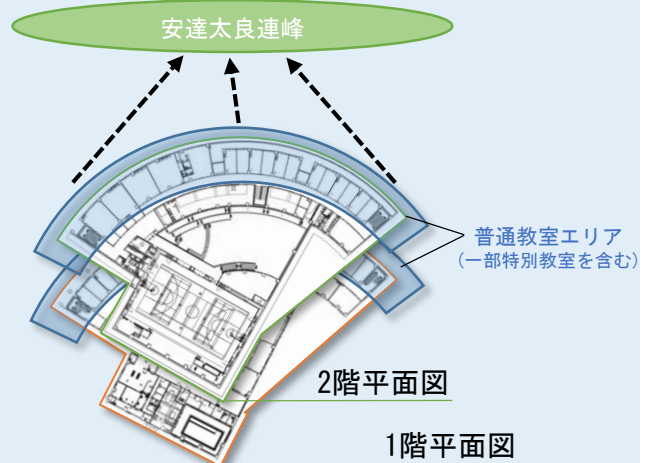 安達太良連峰
普通教室エリア
(一部特別教室を含む)
2階平面図
1階平面図